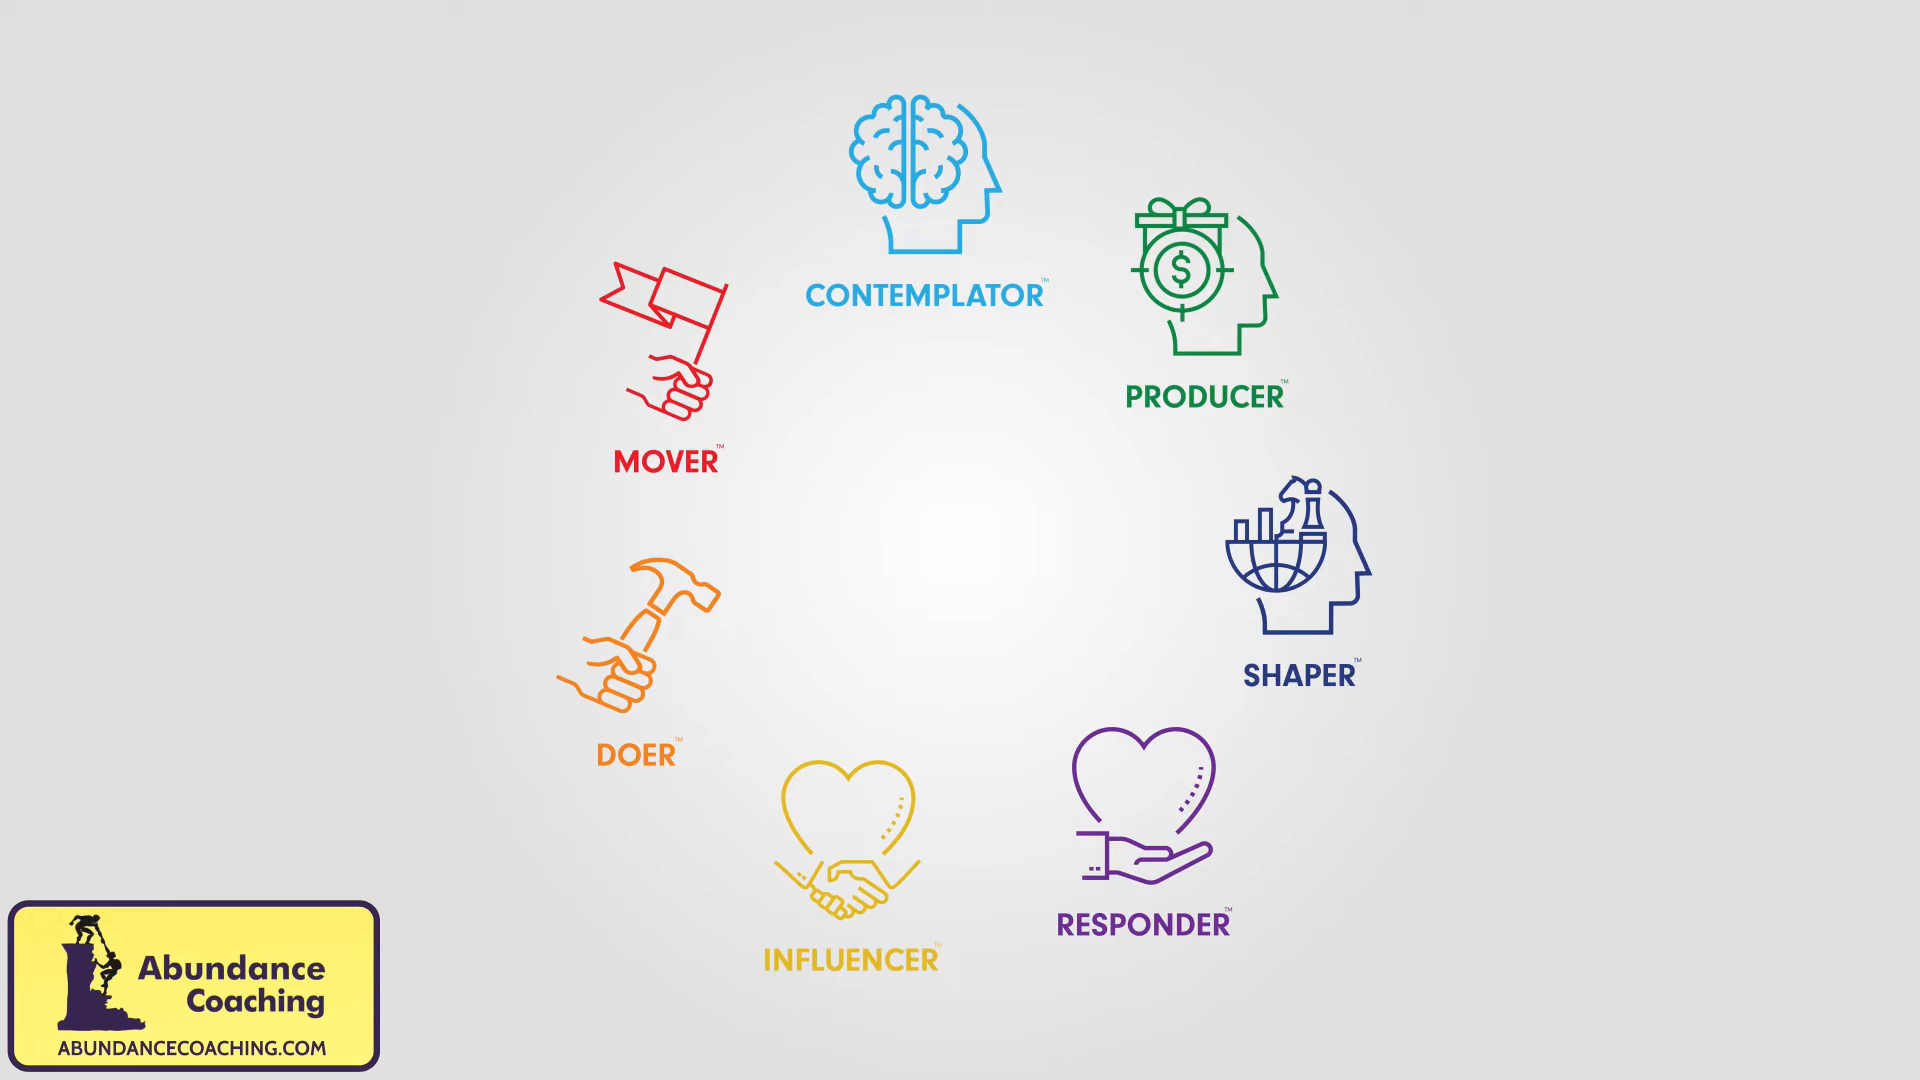 CONTEMPLATOR™
PRODUCER™
$
MOVER™
SHAPER™
DOER™
RESPONDER™
INFLUENCER™
Abundance
Coaching
ABUNDANCECOACHING.COM